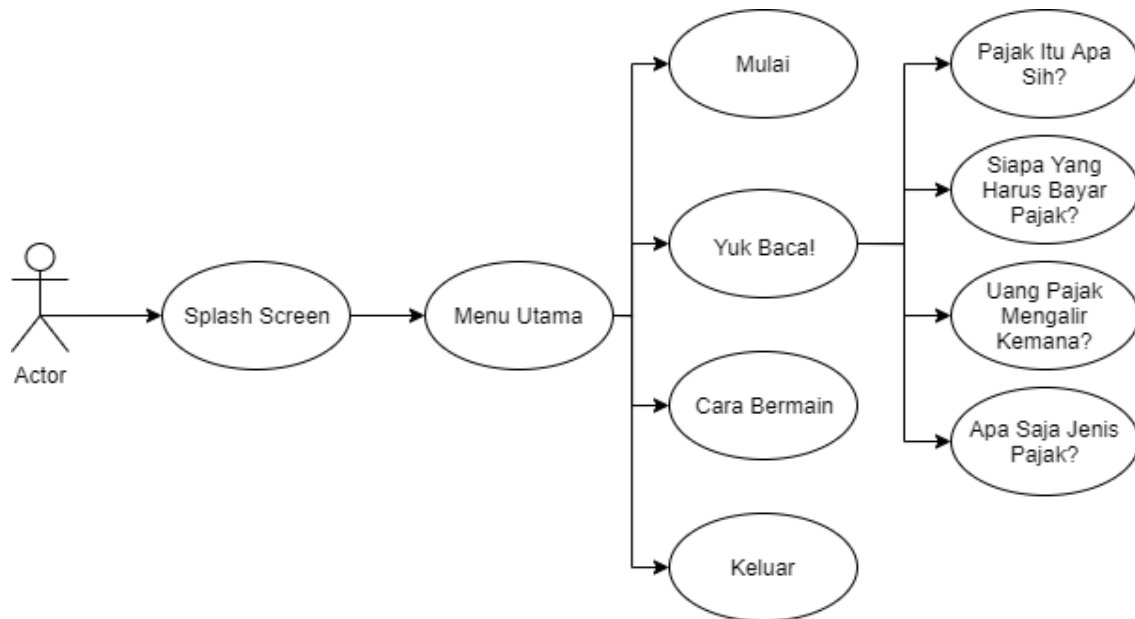 Actor
Splash Screen
Menu Utama
Mulai
Yuk Baca!
Cara Bermain
Keluar
Pajak Itu Apa
Sih?
Siapa Yang
Harus Bayar
Pajak?
Uang Pajak
Mengalir
Kemana?
Apa Saja Jenis
Pajak?